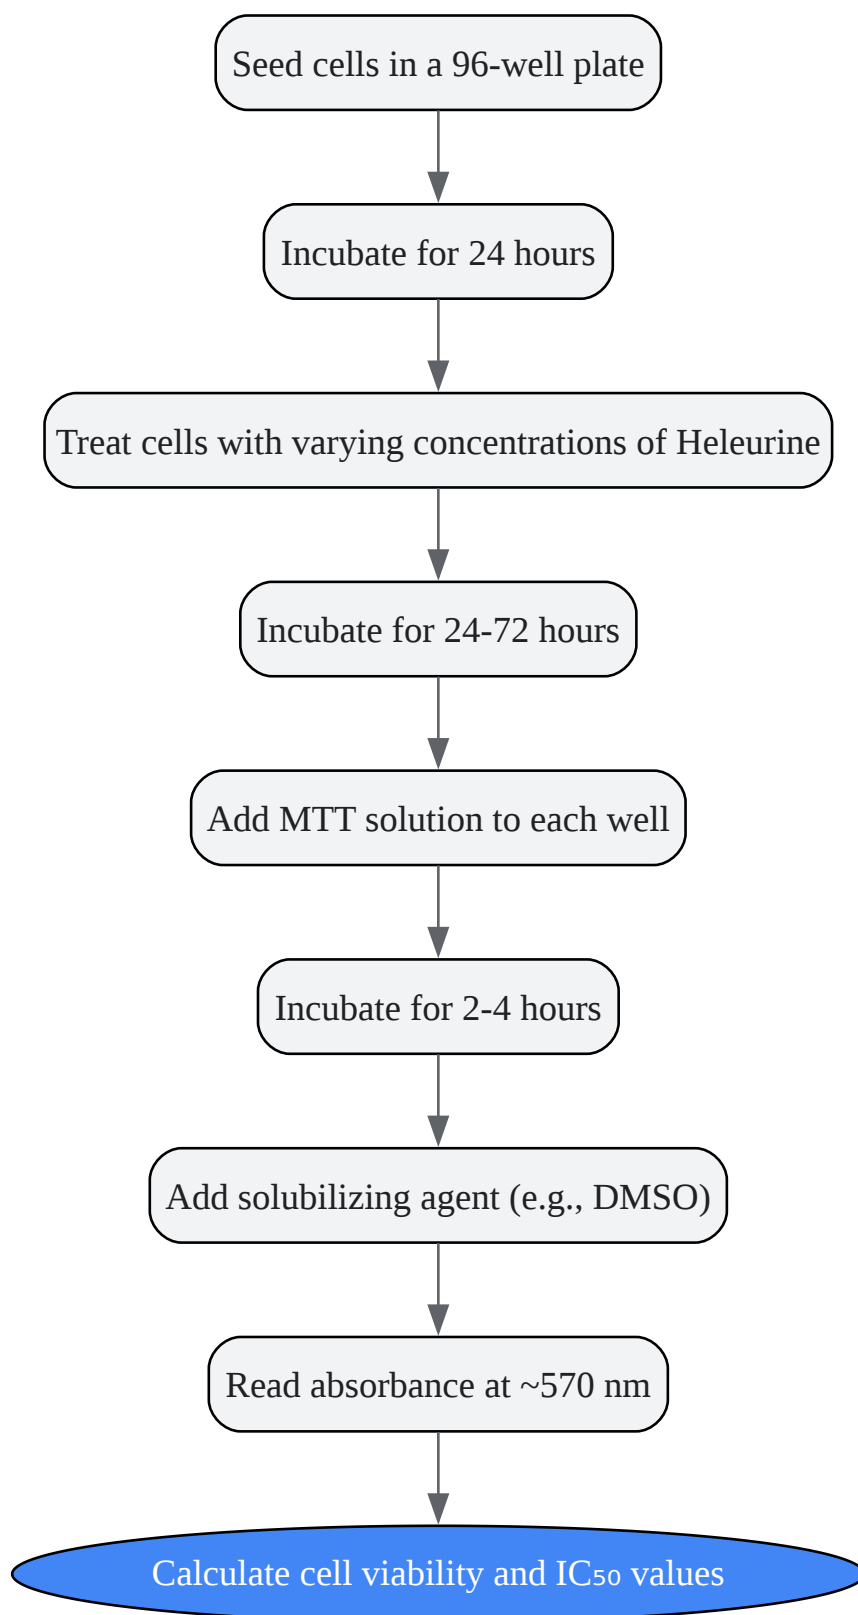 Seed cells in a 96-well plate
Incubate for 24 hours
Treat cells with varying concentrations of Heleurine
Incubate for 24-72 hours
Add MTT solution to each well
Incubate for 2-4 hours
Add solubilizing agent (e.g., DMSO)
Read absorbance at ~570 nm
Calculate cell viability and IC₅₀ values